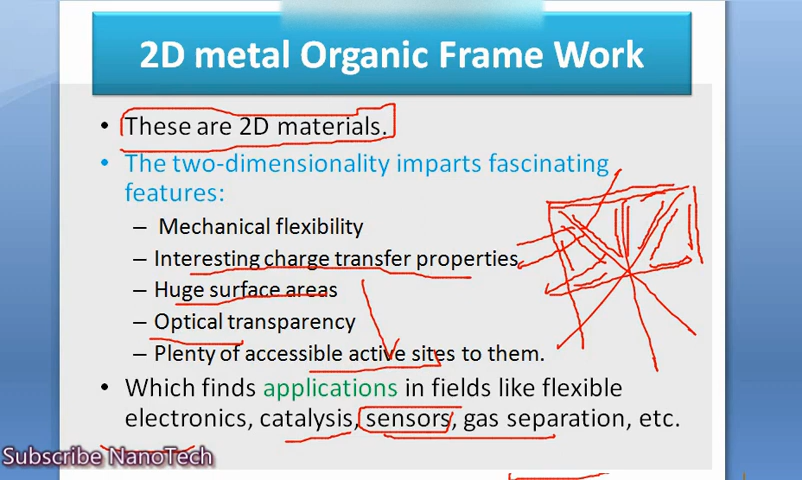 2D metal Organic Frame Work
• These are 2D materials.
• The two-dimensionality imparts fascinating
features:
– Mechanical flexibility
– Interesting charge transfer properties
– Huge surface areas
– Optical transparency
– Plenty of accessible active sites to them.
• Which finds applications in fields like flexible
electronics, catalysis, sensors, gas separation, etc.
Subscribe NanoTech